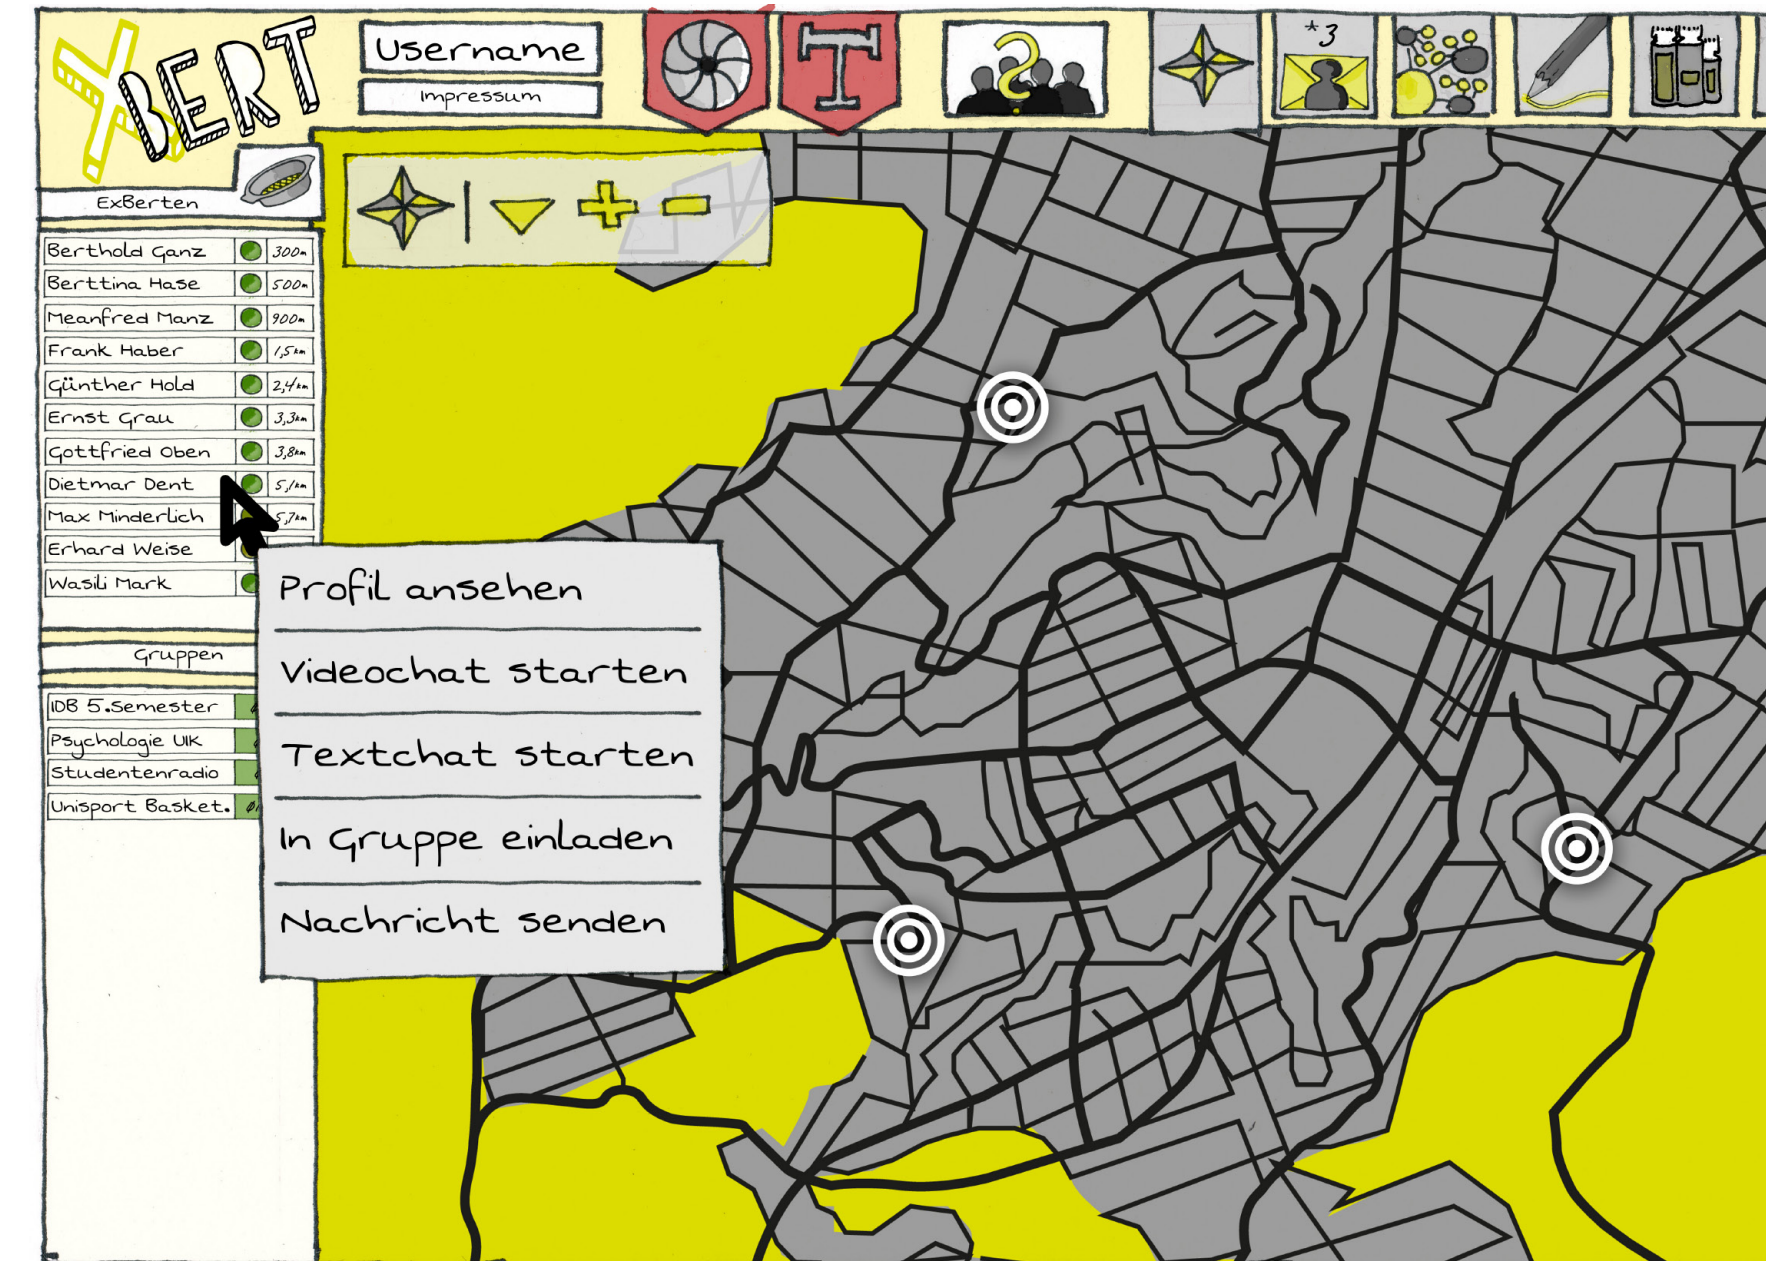 XBERT
Username
Impressum
T
*3
ExBerten
Berthold Ganz 300m
Berttina Hase 500m
Meanfred Manz 900m
Frank Haber 1,5km
Günther Hold 2,4km
Ernst Grau 3,3km
Gottfried Oben 3,8km
Dietmar Dent 5,1km
Max Minderlich 5,7km
Erhard Weise
Wasili Mark
Gruppen
IDB 5.Semester
Psychologie UIK
Studentenradio
Unisport Basket.
Profil ansehen
Videochat starten
Textchat starten
In Gruppe einladen
Nachricht senden